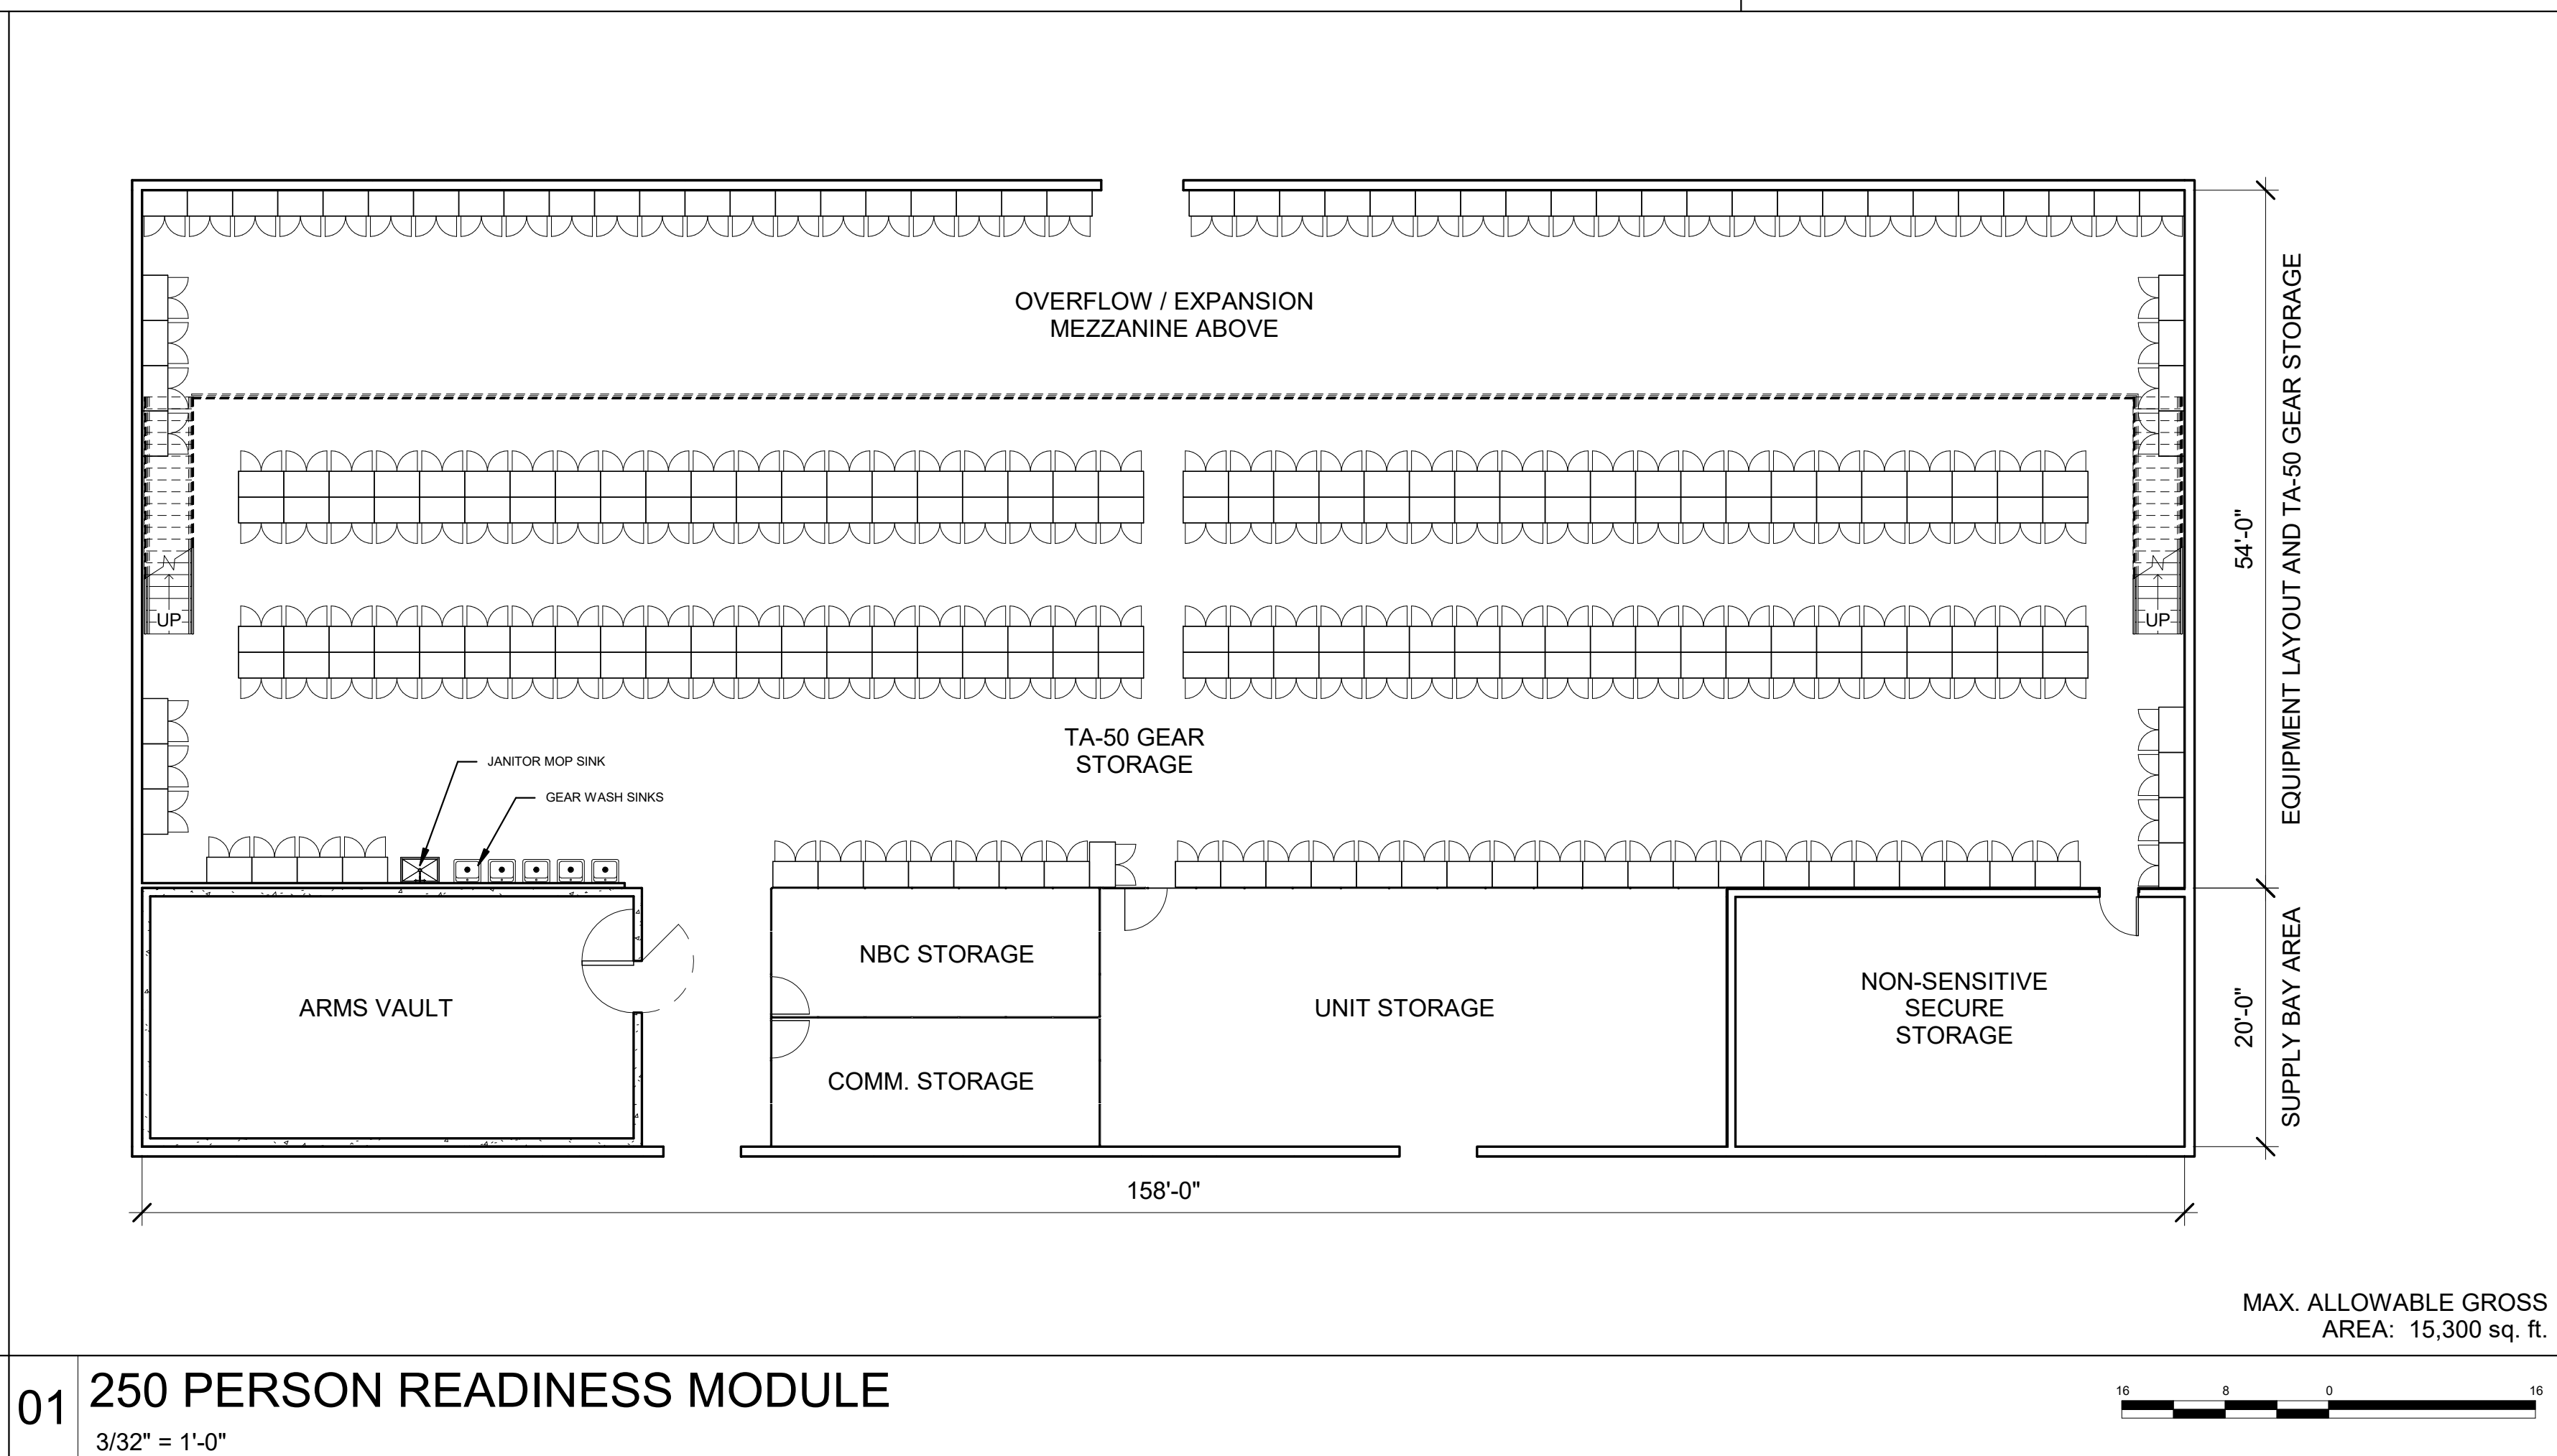 OVERFLOW / EXPANSION
MEZZANINE ABOVE
UP
UP
54'-0"
EQUIPMENT LAYOUT AND TA-50 GEAR STORAGE
TA-50 GEAR
STORAGE
JANITOR MOP SINK
GEAR WASH SINKS
ARMS VAULT
NBC STORAGE
COMM. STORAGE
UNIT STORAGE
NON-SENSITIVE
SECURE
STORAGE
20'-0"
SUPPLY BAY AREA
158'-0"
MAX. ALLOWABLE GROSS
AREA: 15,300 sq. ft.
01
250 PERSON READINESS MODULE
3/32" = 1'-0"
16 8 0 16